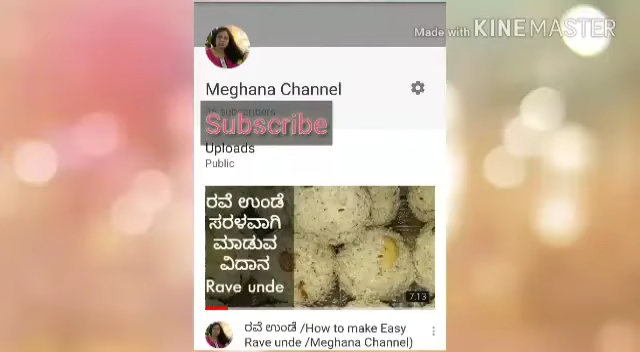 Made with KINEMASTER
Meghana Channel
subscribers
Subscribe
Uploads
Public
ರವೆ ಉಂಡೆ
ಸರಳವಾಗಿ
ಮಾಡುವ
ವಿದಾನ
Rave unde
7:13
ರವೆ ಉಂಡೆ /How to make Easy
Rave unde /Meghana Channel)